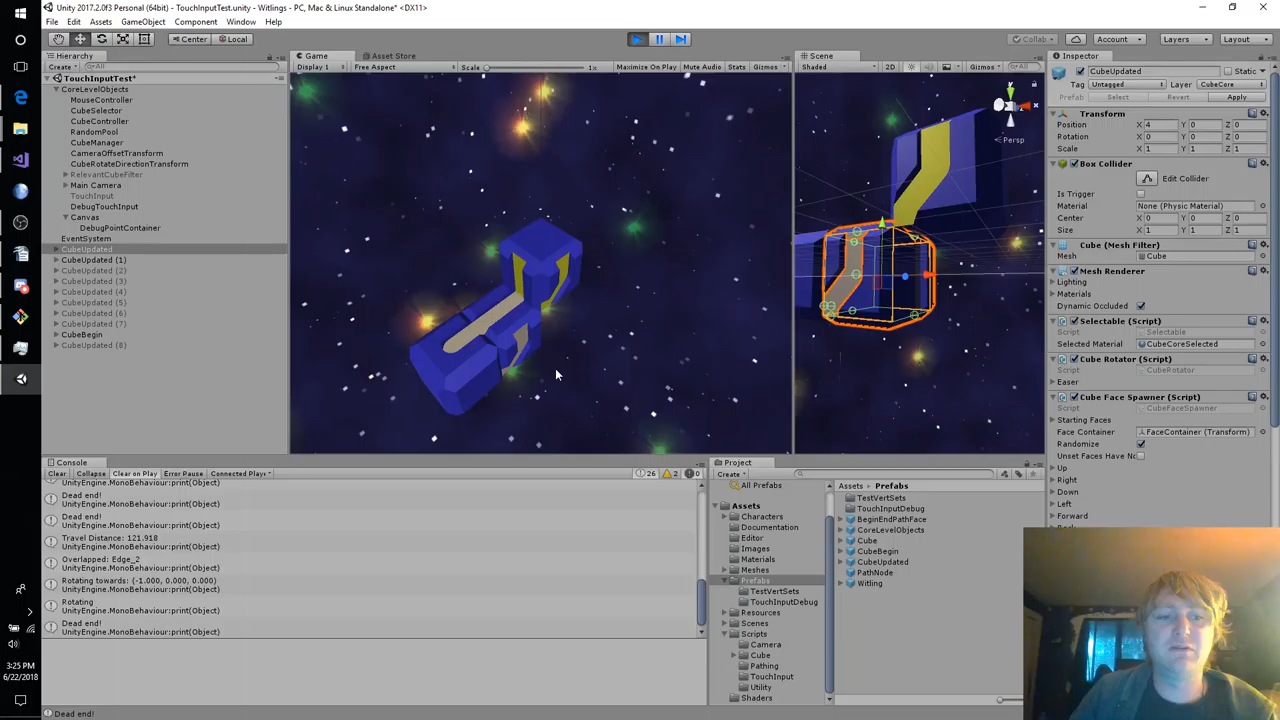 Unity 2017.2.0f3 Personal (64bit) - TouchInputTest.unity - Witlings - PC, Mac & Linux Standalone* <DX11>
File Edit Assets GameObject Component Window Help
Center Local Collab Account Layers Layout
Hierarchy
Create All
TouchInputTest*
CoreLevelObjects
MouseController
CubeSelector
CubeController
RandomPool
CubeManager
CameraOffsetTransform
CubeRotateDirectionTransform
RelevantCubeFilter
Main Camera
TouchInput
DebugTouchInput
Canvas
DebugPointContainer
EventSystem
CubeUpdated
CubeUpdated (1)
CubeUpdated (2)
CubeUpdated (3)
CubeUpdated (4)
CubeUpdated (5)
CubeUpdated (6)
CubeUpdated (7)
CubeBegin
CubeUpdated (8)
Game Asset Store
Display 1 Free Aspect Scale 1x Maximize On Play Mute Audio Stats Gizmos
Scene
Shaded 2D Gizmos All
y
x
Persp
Inspector
CubeUpdated Static
Tag Untagged Layer CubeCore
Prefab Select Revert Apply
Transform
Position X 4 Y 0 Z 0
Rotation X 0 Y 0 Z 0
Scale X 1 Y 1 Z 1
Box Collider
Edit Collider
Is Trigger
Material None (Physic Material)
Center X 0 Y 0 Z 0
Size X 1 Y 1 Z 1
Cube (Mesh Filter)
Mesh Cube
Mesh Renderer
Lighting
Materials
Dynamic Occluded
Selectable (Script)
Script Selectable
Selected Material CubeCoreSelected
Cube Rotator (Script)
Script CubeRotator
Easer
Cube Face Spawner (Script)
Script CubeFaceSpawner
Starting Faces
Face Container FaceContainer (Transform)
Randomize
Unset Faces Have No
Up
Right
Down
Left
Forward
Console
Clear Collapse Clear on Play Error Pause Connected Player 26 2 0
UnityEngine.MonoBehaviour:print(Object)
Dead end!
UnityEngine.MonoBehaviour:print(Object)
Dead end!
UnityEngine.MonoBehaviour:print(Object)
Travel Distance: 121.918
UnityEngine.MonoBehaviour:print(Object)
Overlapped: Edge_2
UnityEngine.MonoBehaviour:print(Object)
Rotating towards: (-1.000, 0.000, 0.000)
UnityEngine.MonoBehaviour:print(Object)
Rotating
UnityEngine.MonoBehaviour:print(Object)
Dead end!
UnityEngine.MonoBehaviour:print(Object)
Dead end!
Project
Create
All Prefabs
Assets
Characters
Documentation
Editor
Images
Materials
Meshes
Prefabs
TestVertSets
TouchInputDebug
Resources
Scenes
Scripts
Camera
Cube
Pathing
TouchInput
Utility
Shaders
Assets Prefabs
TestVertSets
TouchInputDebug
BeginEndPathFace
CoreLevelObjects
Cube
CubeBegin
CubeUpdated
PathNode
Witling
3:25 PM
6/22/2018